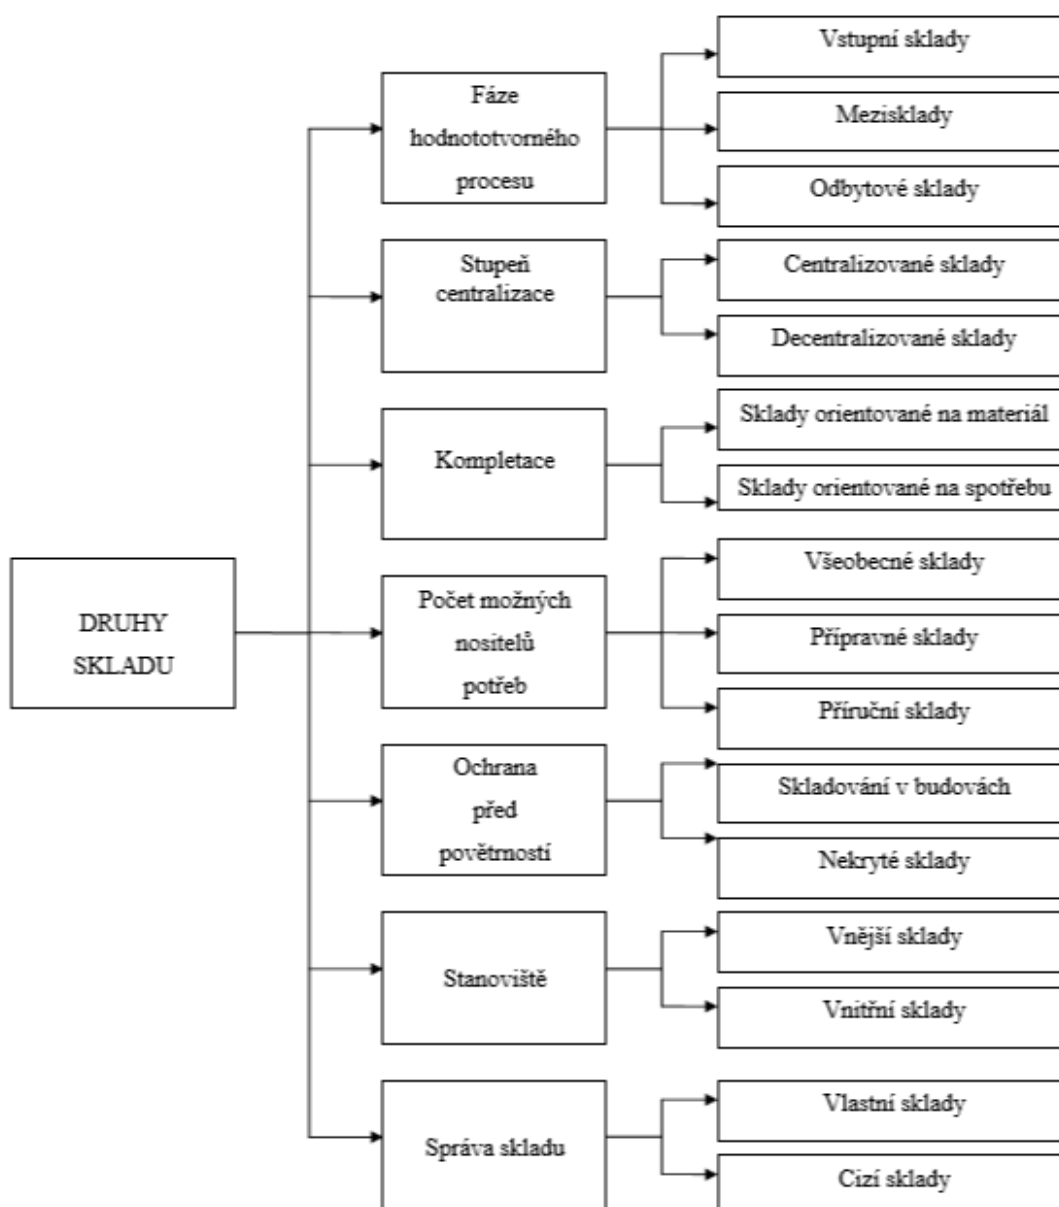 DRUHY
SKLADU
Fáze
hodnototvorného
procesu
Vstupní sklady
Mezisklady
Odbytové sklady
Stupeň
centralizace
Centralizované sklady
Decentralizované sklady
Kompletace
Sklady orientované na materiál
Sklady orientované na spotřebu
Počet možných
nositelů
potřeb
Všeobecné sklady
Přípravné sklady
Příruční sklady
Ochrana
před
povětrností
Skladování v budovách
Nekryté sklady
Stanoviště
Vnější sklady
Vnitřní sklady
Správa skladu
Vlastní sklady
Cizí sklady